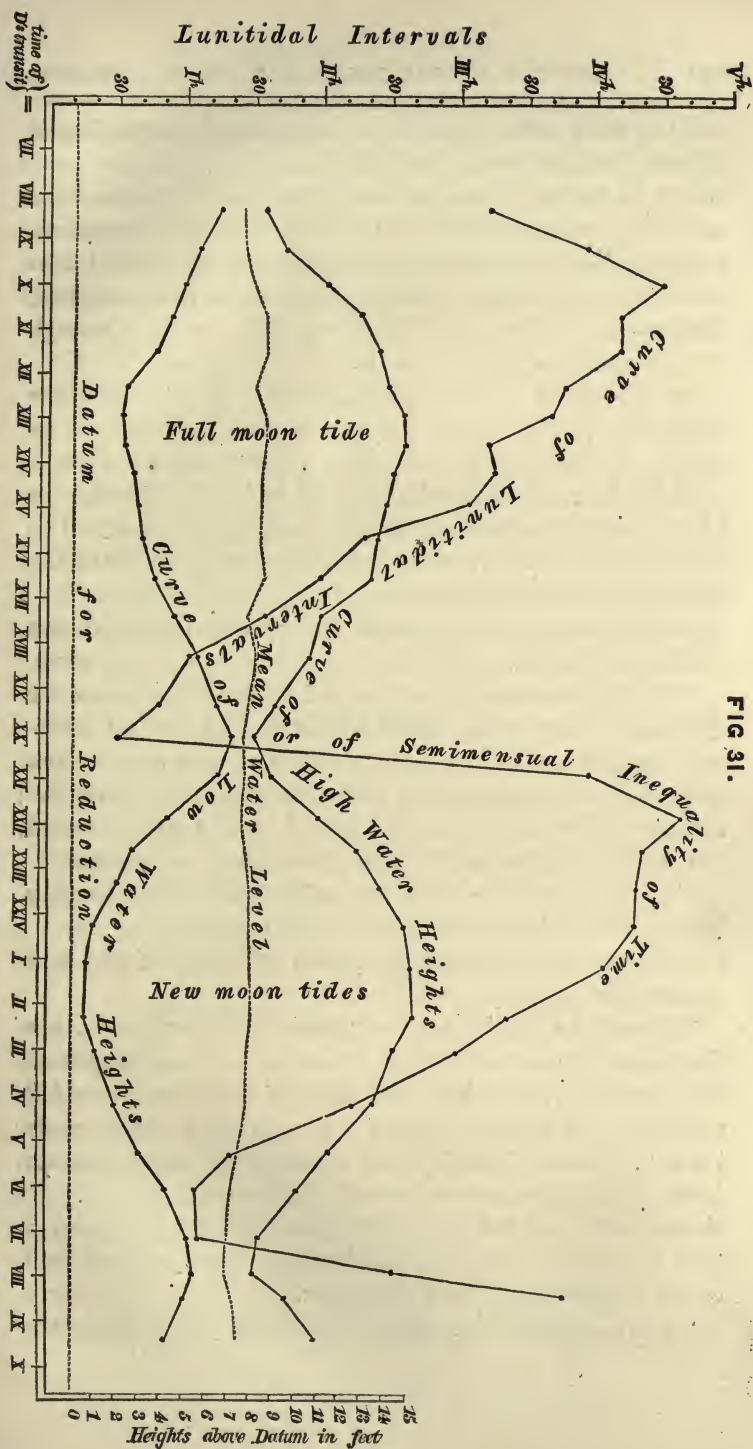 FIG 31.
Lunitidal Intervals
30
Iʰ
30
IIʰ
30
IIIʰ
30
IVʰ
30
Vʰ
time of
☽'s transit
=
VII
VIII
IX
X
XI
XII
XIII
XIV
XV
XVI
XVII
XVIII
XIX
XX
XXI
XXII
XXIII
XXIV
I
II
III
IV
V
VI
VII
VIII
IX
X
Curve of Lunitidal Intervals
or of Semimensual Inequality of Time
Full moon tide
Curve of High Water Heights
Mean Water Level
Curve of Low Water Heights
New moon tides
Datum for Reduction
0
1
2
3
4
5
6
7
8
9
10
11
12
13
14
15
Heights above Datum in feet